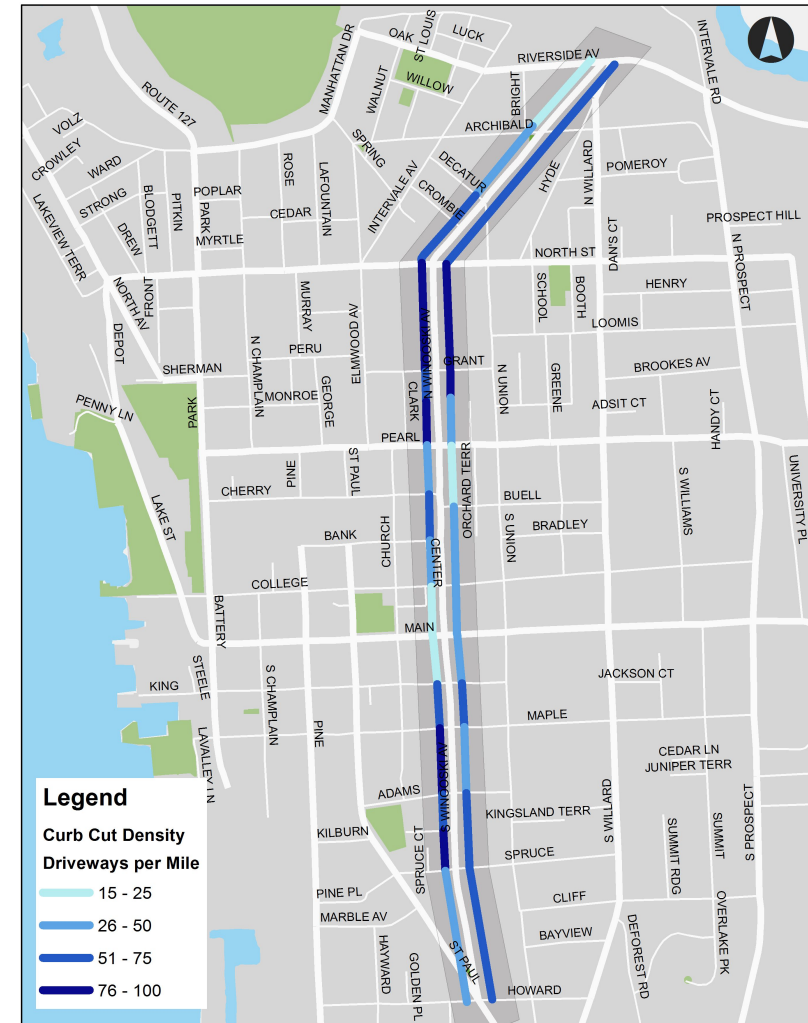 OAK
ST LOUIS
LUCK
RIVERSIDE AV
INTERVALE RD
MANHATTAN DR
WALNUT
WILLOW
BRIGHT
ROUTE 127
ARCHIBALD
VOLZ
CROWLEY
WARD
STRONG
LAKEVIEW TERR
DREW
BLODGETT
PITKIN
POPLAR
PARK
MYRTLE
ROSE
CEDAR
LAFOUNTAIN
SPRING
INTERVALE AV
DECATUR
CROMBIE
HYDE
N WILLARD
POMEROY
PROSPECT HILL
N PROSPECT
DAN'S CT
NORTH ST
SCHOOL
BOOTH
HENRY
LOOMIS
NORTH AV
FRONT
DEPOT
SHERMAN
N CHAMPLAIN
MURRAY
PERU
ELMWOOD AV
N WINOOSKI AV
GRANT
CLARK
MONROE
GEORGE
N UNION
GREENE
BROOKES AV
ADSIT CT
HANDY CT
PENNY LN
PARK
PEARL
PINE
ST PAUL
CHERRY
ORCHARD TERR
BUELL
S WILLIAMS
UNIVERSITY PL
LAKE ST
BANK
CHURCH
CENTER
S UNION
BRADLEY
COLLEGE
BATTERY
MAIN
STEELE
KING
S CHAMPLAIN
PINE
JACKSON CT
MAPLE
LAVALLEY LN
S WINOOSKI AV
CEDAR LN
JUNIPER TERR
ADAMS
KINGSLAND TERR
S WILLARD
S PROSPECT
KILBURN
SPRUCE CT
SPRUCE
SUMMIT RDG
SUMMIT
PINE PL
CLIFF
MARBLE AV
BAYVIEW
OVERLAKE PK
HAYWARD
GOLDEN PL
ST PAUL
HOWARD
DEFOREST RD
Legend
Curb Cut Density
Driveways per Mile
15 - 25
26 - 50
51 - 75
76 - 100